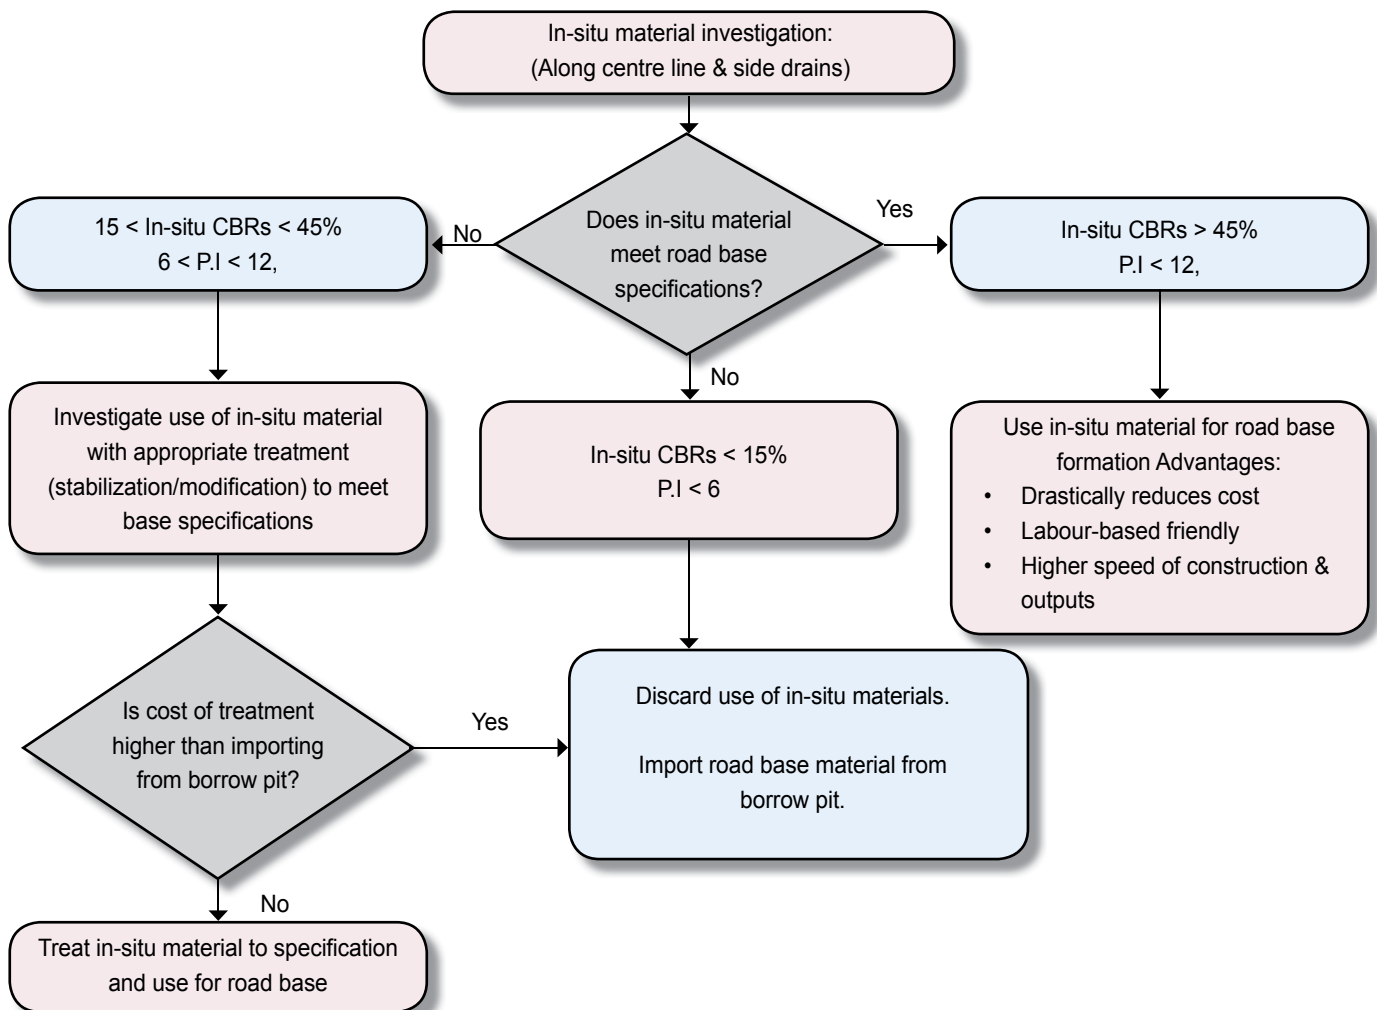 In-situ material investigation:
(Along centre line & side drains)
Does in-situ material
meet road base
specifications?
No
Yes
No
15 < In-situ CBRs < 45%
6 < P.I < 12,
In-situ CBRs > 45%
P.I < 12,
Investigate use of in-situ material
with appropriate treatment
(stabilization/modification) to meet
base specifications
In-situ CBRs < 15%
P.I < 6
Use in-situ material for road base
formation Advantages:
• Drastically reduces cost
• Labour-based friendly
• Higher speed of construction &
outputs
Is cost of treatment
higher than importing
from borrow pit?
Yes
Discard use of in-situ materials.
Import road base material from
borrow pit.
No
Treat in-situ material to specification
and use for road base